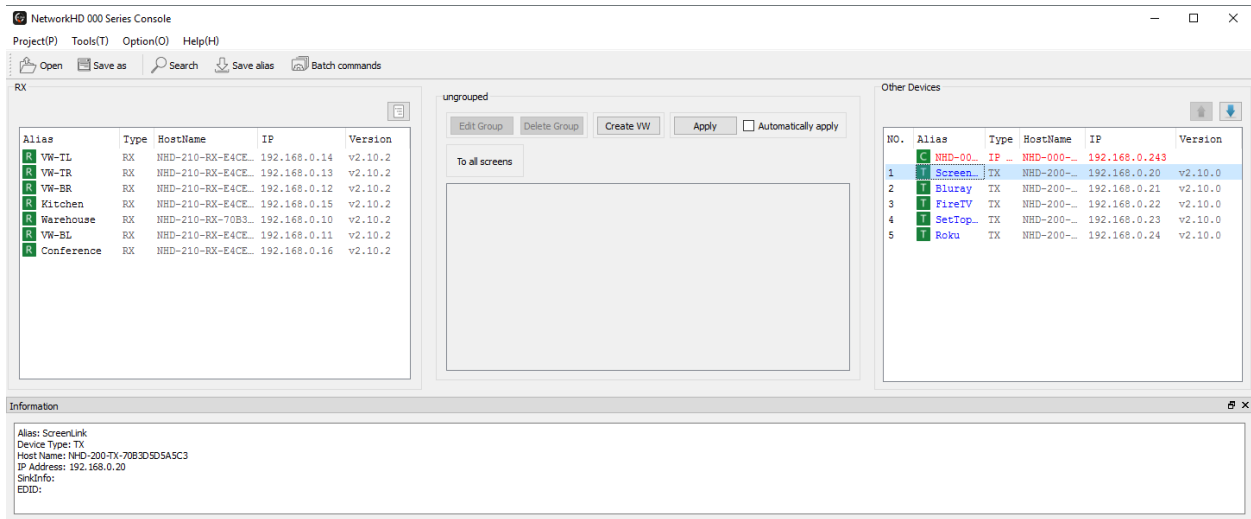 NetworkHD 000 Series Console
Project(P) Tools(T) Option(O) Help(H)
Open Save as Search Save alias Batch commands
RX
Alias Type HostName IP Version
R VW-TL RX NHD-210-RX-E4CE… 192.168.0.14 v2.10.2
R VW-TR RX NHD-210-RX-E4CE… 192.168.0.13 v2.10.2
R VW-BR RX NHD-210-RX-E4CE… 192.168.0.12 v2.10.2
R Kitchen RX NHD-210-RX-E4CE… 192.168.0.15 v2.10.2
R Warehouse RX NHD-210-RX-70B3… 192.168.0.10 v2.10.2
R VW-BL RX NHD-210-RX-E4CE… 192.168.0.11 v2.10.2
R Conference RX NHD-210-RX-E4CE… 192.168.0.16 v2.10.2
ungrouped
Edit Group Delete Group Create VW Apply Automatically apply
To all screens
Other Devices
NO. Alias Type HostName IP Version
C NHD-00… IP … NHD-000-… 192.168.0.243
1 T Screen… TX NHD-200-… 192.168.0.20 v2.10.0
2 T Bluray TX NHD-200-… 192.168.0.21 v2.10.0
3 T FireTV TX NHD-200-… 192.168.0.22 v2.10.0
4 T SetTop… TX NHD-200-… 192.168.0.23 v2.10.0
5 T Roku TX NHD-200-… 192.168.0.24 v2.10.0
Information
Alias: ScreenLink
Device Type: TX
Host Name: NHD-200-TX-70B3D5D5A5C3
IP Address: 192.168.0.20
SinkInfo:
EDID: